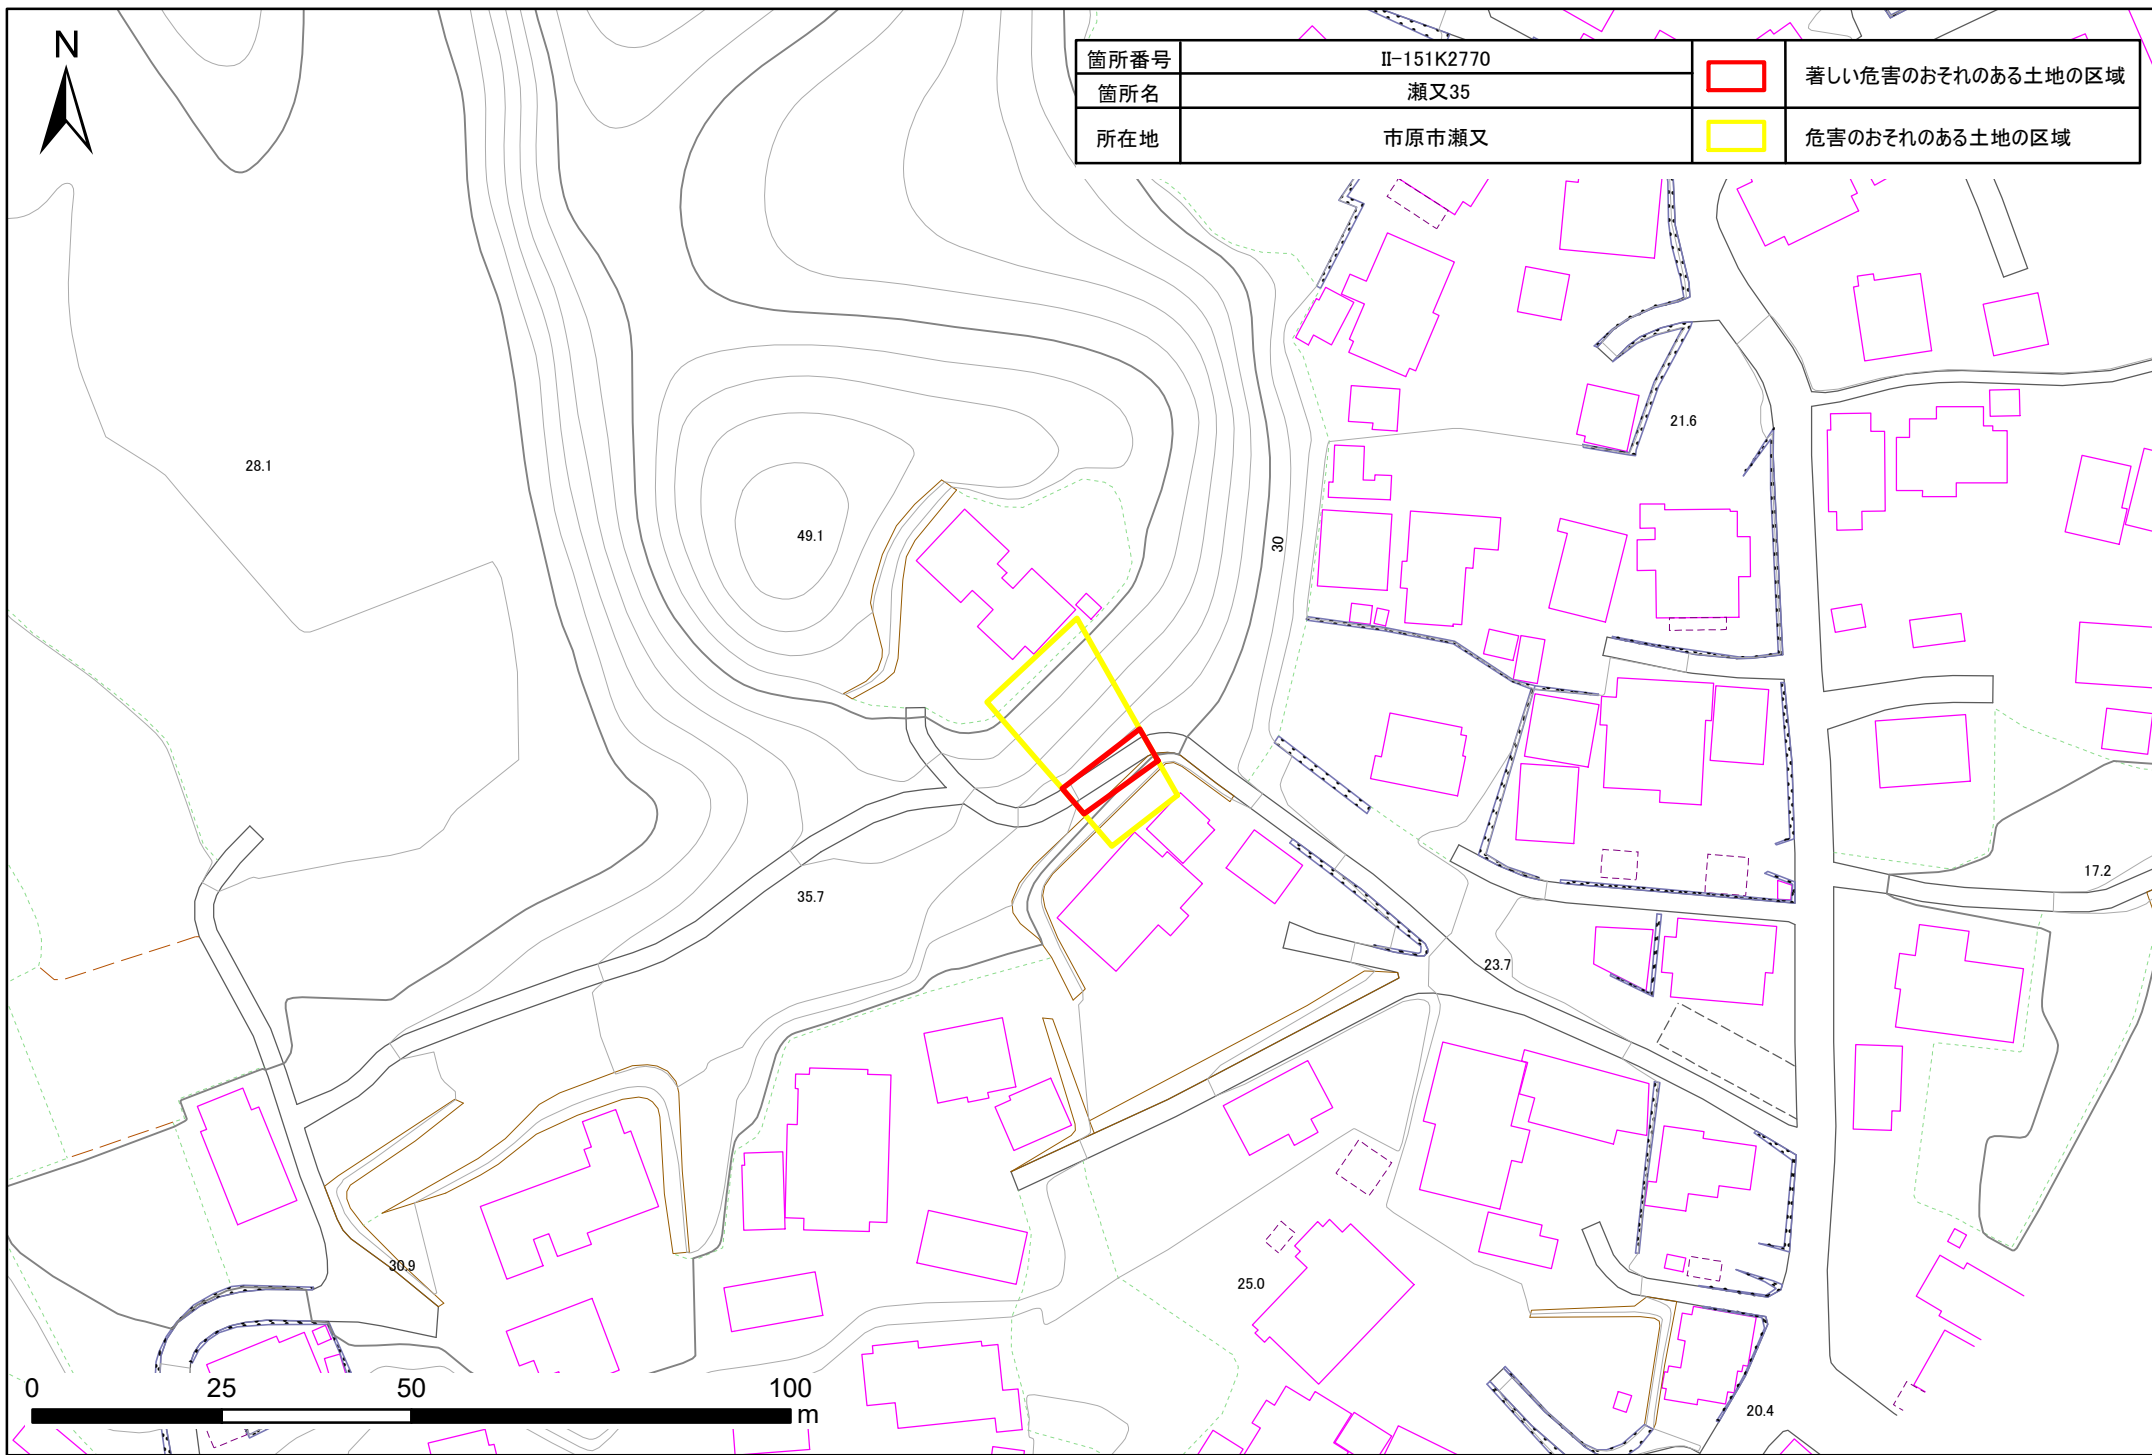 N
箇所番号 II-151K2770 著しい危害のおそれのある土地の区域
箇所名 瀬又35
所在地 市原市瀬又 危害のおそれのある土地の区域
21.6
28.1
49.1
30
17.2
35.7
23.7
30.9
25.0
20.4
0 25 50 100
m